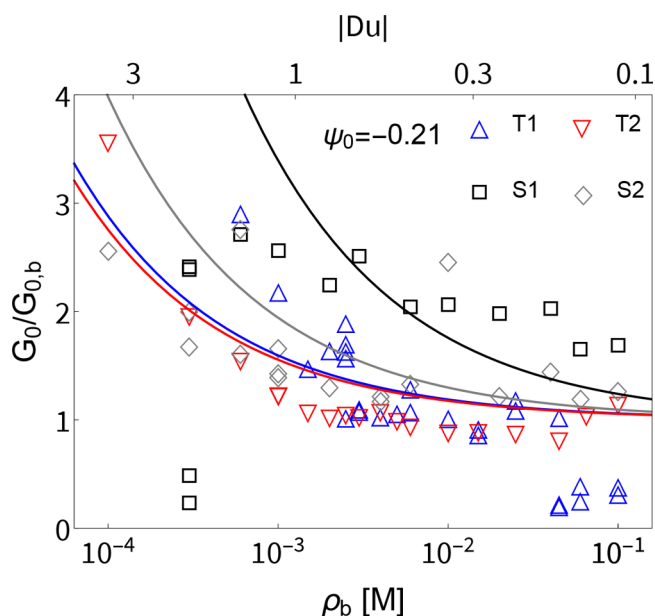 |Du|
3 1 0.3 0.1
4
ψ₀=−0.21 T1 T2
3 S1 S2
G₀/G₀,b
2
1
0
10⁻⁴ 10⁻³ 10⁻² 10⁻¹
ρ_b [M]